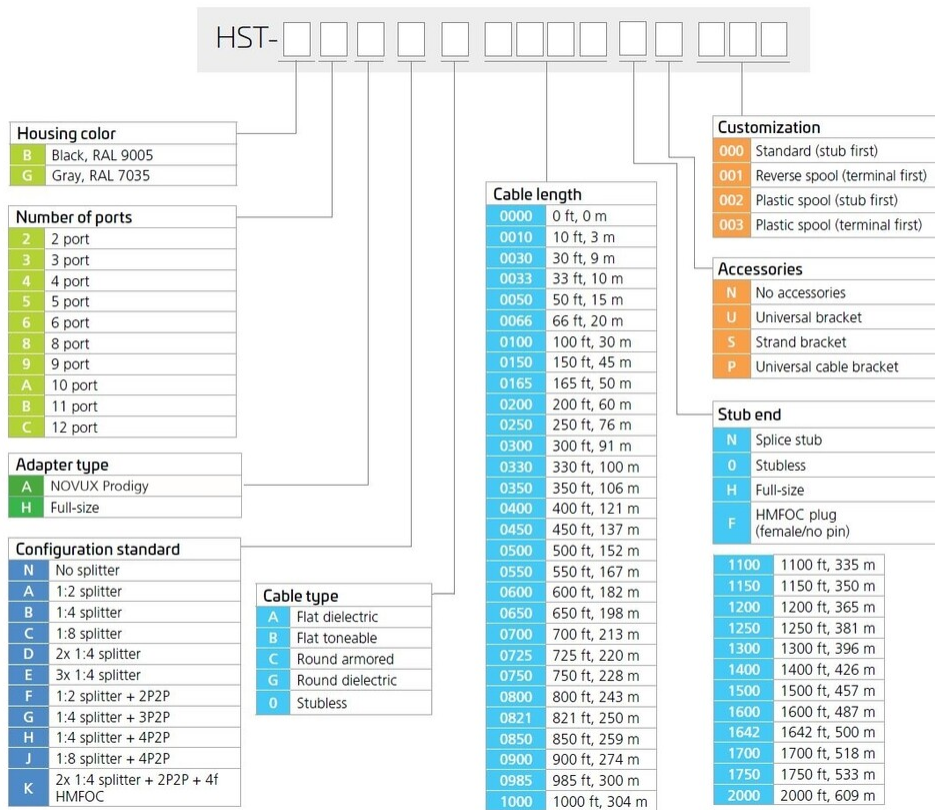 HST-
Housing color
B Black, RAL 9005
G Gray, RAL 7035
Number of ports
2 2 port
3 3 port
4 4 port
5 5 port
6 6 port
8 8 port
9 9 port
A 10 port
B 11 port
C 12 port
Adapter type
A NOVUX Prodigy
H Full-size
Configuration standard
N No splitter
A 1:2 splitter
B 1:4 splitter
C 1:8 splitter
D 2x 1:4 splitter
E 3x 1:4 splitter
F 1:2 splitter + 2P2P
G 1:4 splitter + 3P2P
H 1:4 splitter + 4P2P
J 1:8 splitter + 4P2P
K 2x 1:4 splitter + 2P2P + 4f
HMFOC
Cable type
A Flat dielectric
B Flat toneable
C Round armored
G Round dielectric
0 Stubless
Cable length
0000 0 ft, 0 m
0010 10 ft, 3 m
0030 30 ft, 9 m
0033 33 ft, 10 m
0050 50 ft, 15 m
0066 66 ft, 20 m
0100 100 ft, 30 m
0150 150 ft, 45 m
0165 165 ft, 50 m
0200 200 ft, 60 m
0250 250 ft, 76 m
0300 300 ft, 91 m
0330 330 ft, 100 m
0350 350 ft, 106 m
0400 400 ft, 121 m
0450 450 ft, 137 m
0500 500 ft, 152 m
0550 550 ft, 167 m
0600 600 ft, 182 m
0650 650 ft, 198 m
0700 700 ft, 213 m
0725 725 ft, 220 m
0750 750 ft, 228 m
0800 800 ft, 243 m
0821 821 ft, 250 m
0850 850 ft, 259 m
0900 900 ft, 274 m
0985 985 ft, 300 m
1000 1000 ft, 304 m
Customization
000 Standard (stub first)
001 Reverse spool (terminal first)
002 Plastic spool (stub first)
003 Plastic spool (terminal first)
Accessories
N No accessories
U Universal bracket
S Strand bracket
P Universal cable bracket
Stub end
N Splice stub
0 Stubless
H Full-size
F HMFOC plug
(female/no pin)
1100 1100 ft, 335 m
1150 1150 ft, 350 m
1200 1200 ft, 365 m
1250 1250 ft, 381 m
1300 1300 ft, 396 m
1400 1400 ft, 426 m
1500 1500 ft, 457 m
1600 1600 ft, 487 m
1642 1642 ft, 500 m
1700 1700 ft, 518 m
1750 1750 ft, 533 m
2000 2000 ft, 609 m